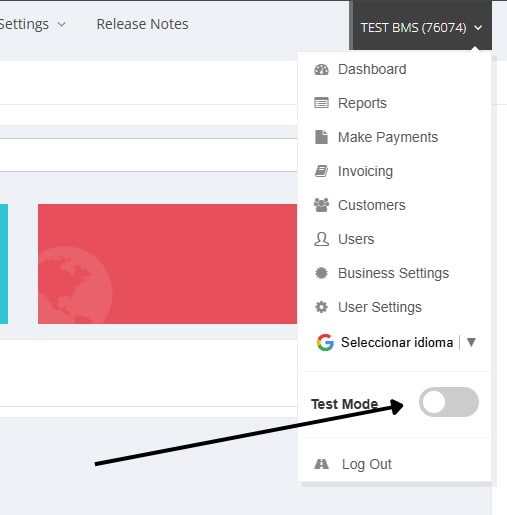 Settings
Release Notes
TEST BMS (76074)
Dashboard
Reports
Make Payments
Invoicing
Customers
Users
Business Settings
User Settings
Seleccionar idioma
Test Mode
Log Out